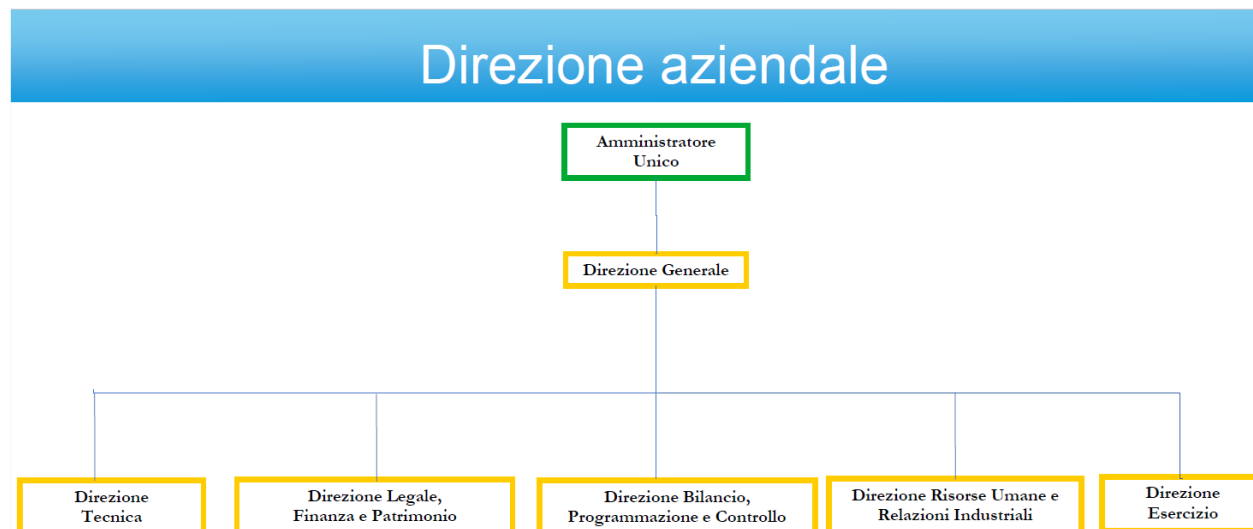 Direzione aziendale
Amministratore
Unico
Direzione Generale
Direzione
Tecnica
Direzione Legale,
Finanza e Patrimonio
Direzione Bilancio,
Programmazione e Controllo
Direzione Risorse Umane e
Relazioni Industriali
Direzione
Esercizio